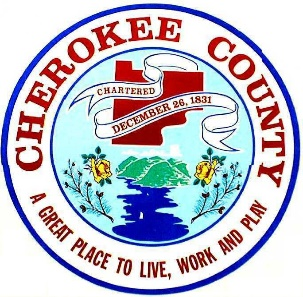 CHEROKEE COUNTY
CHARTERED
DECEMBER 26, 1831
A GREAT PLACE TO LIVE, WORK AND PLAY